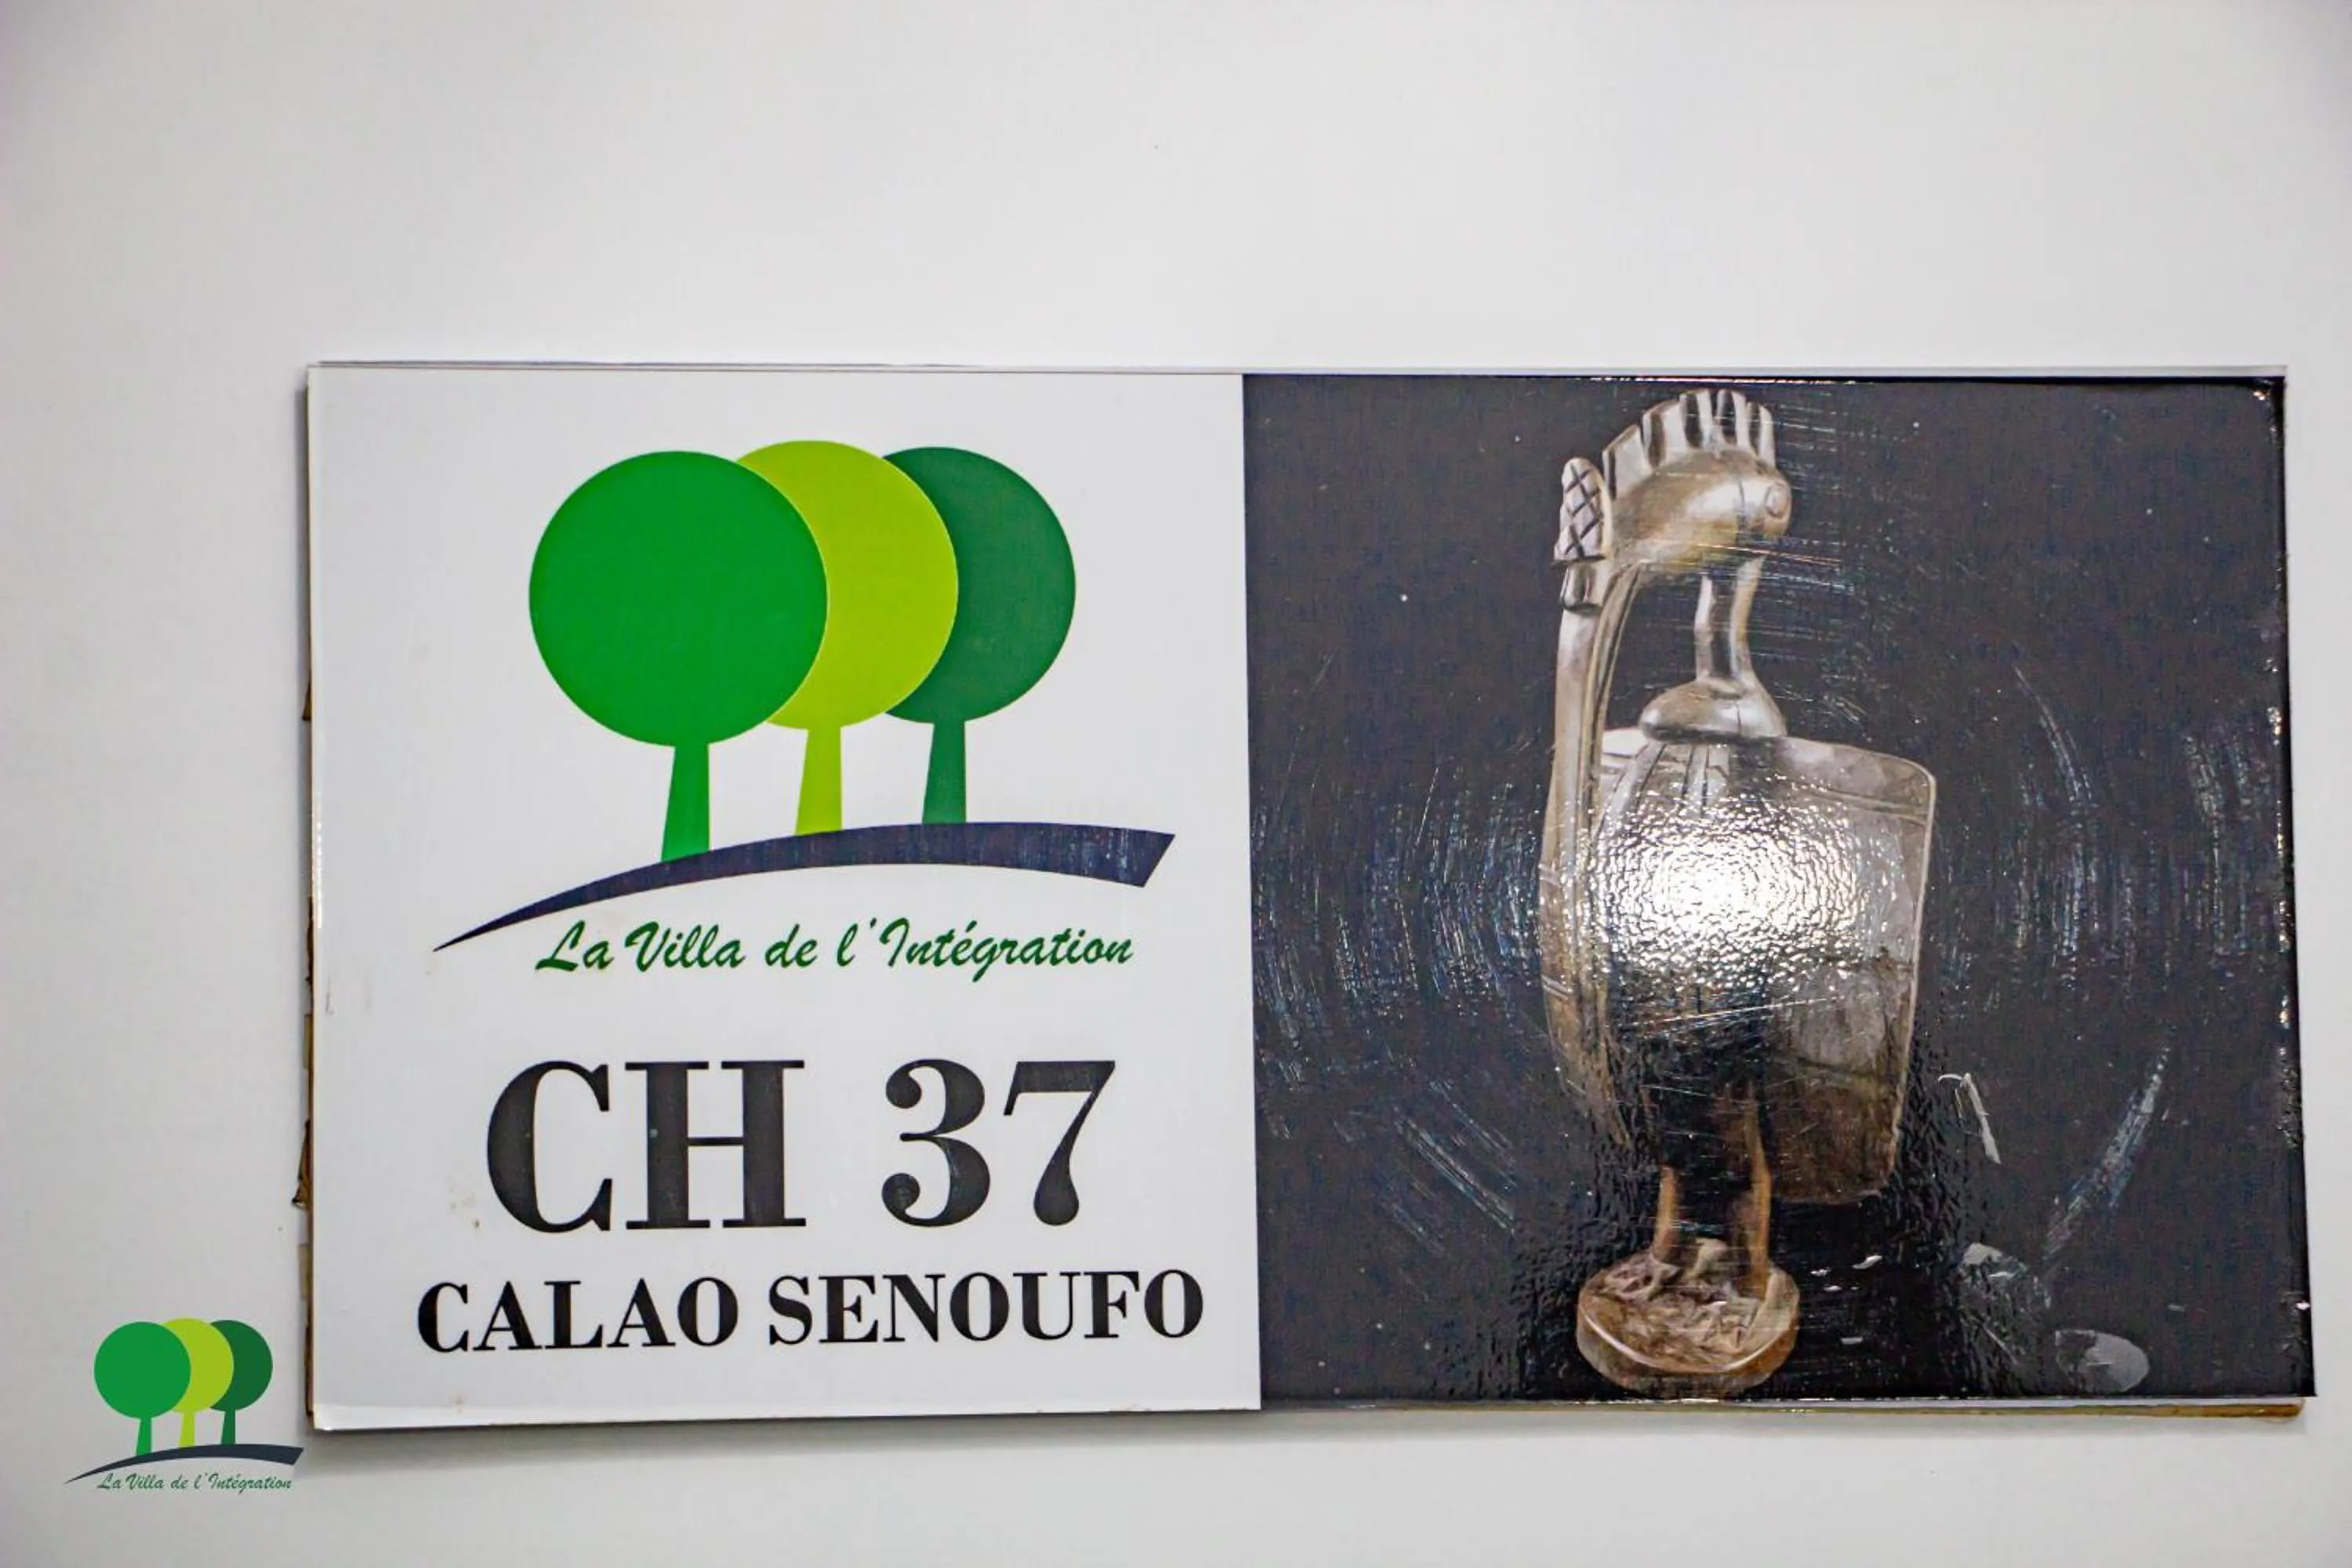 La Villa de l'Intégration
CH 37
CALAO SENOUFO
La Villa de l'Intégration